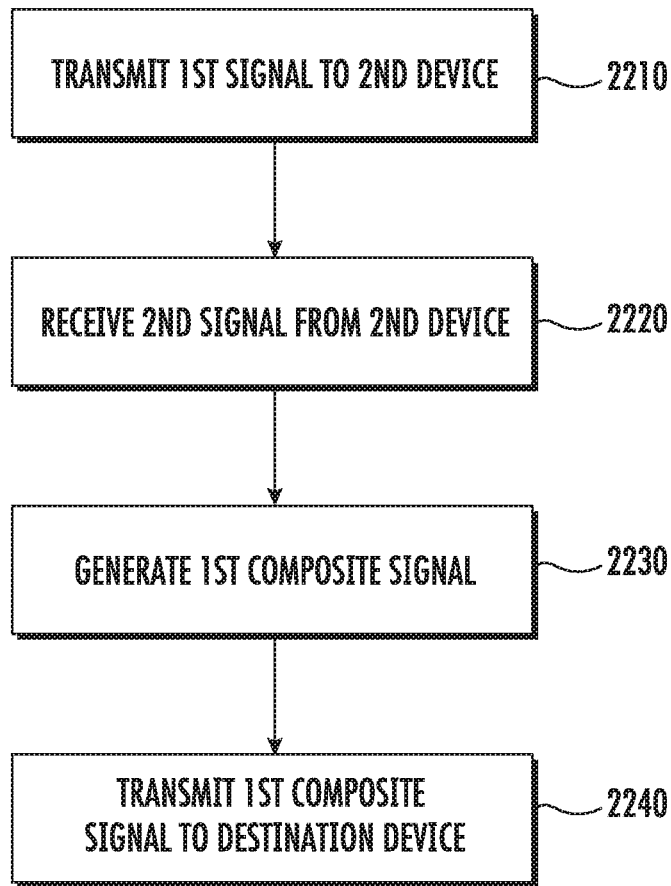 TRANSMIT 1ST SIGNAL TO 2ND DEVICE
2210
RECEIVE 2ND SIGNAL FROM 2ND DEVICE
2220
GENERATE 1ST COMPOSITE SIGNAL
2230
TRANSMIT 1ST COMPOSITE
SIGNAL TO DESTINATION DEVICE
2240